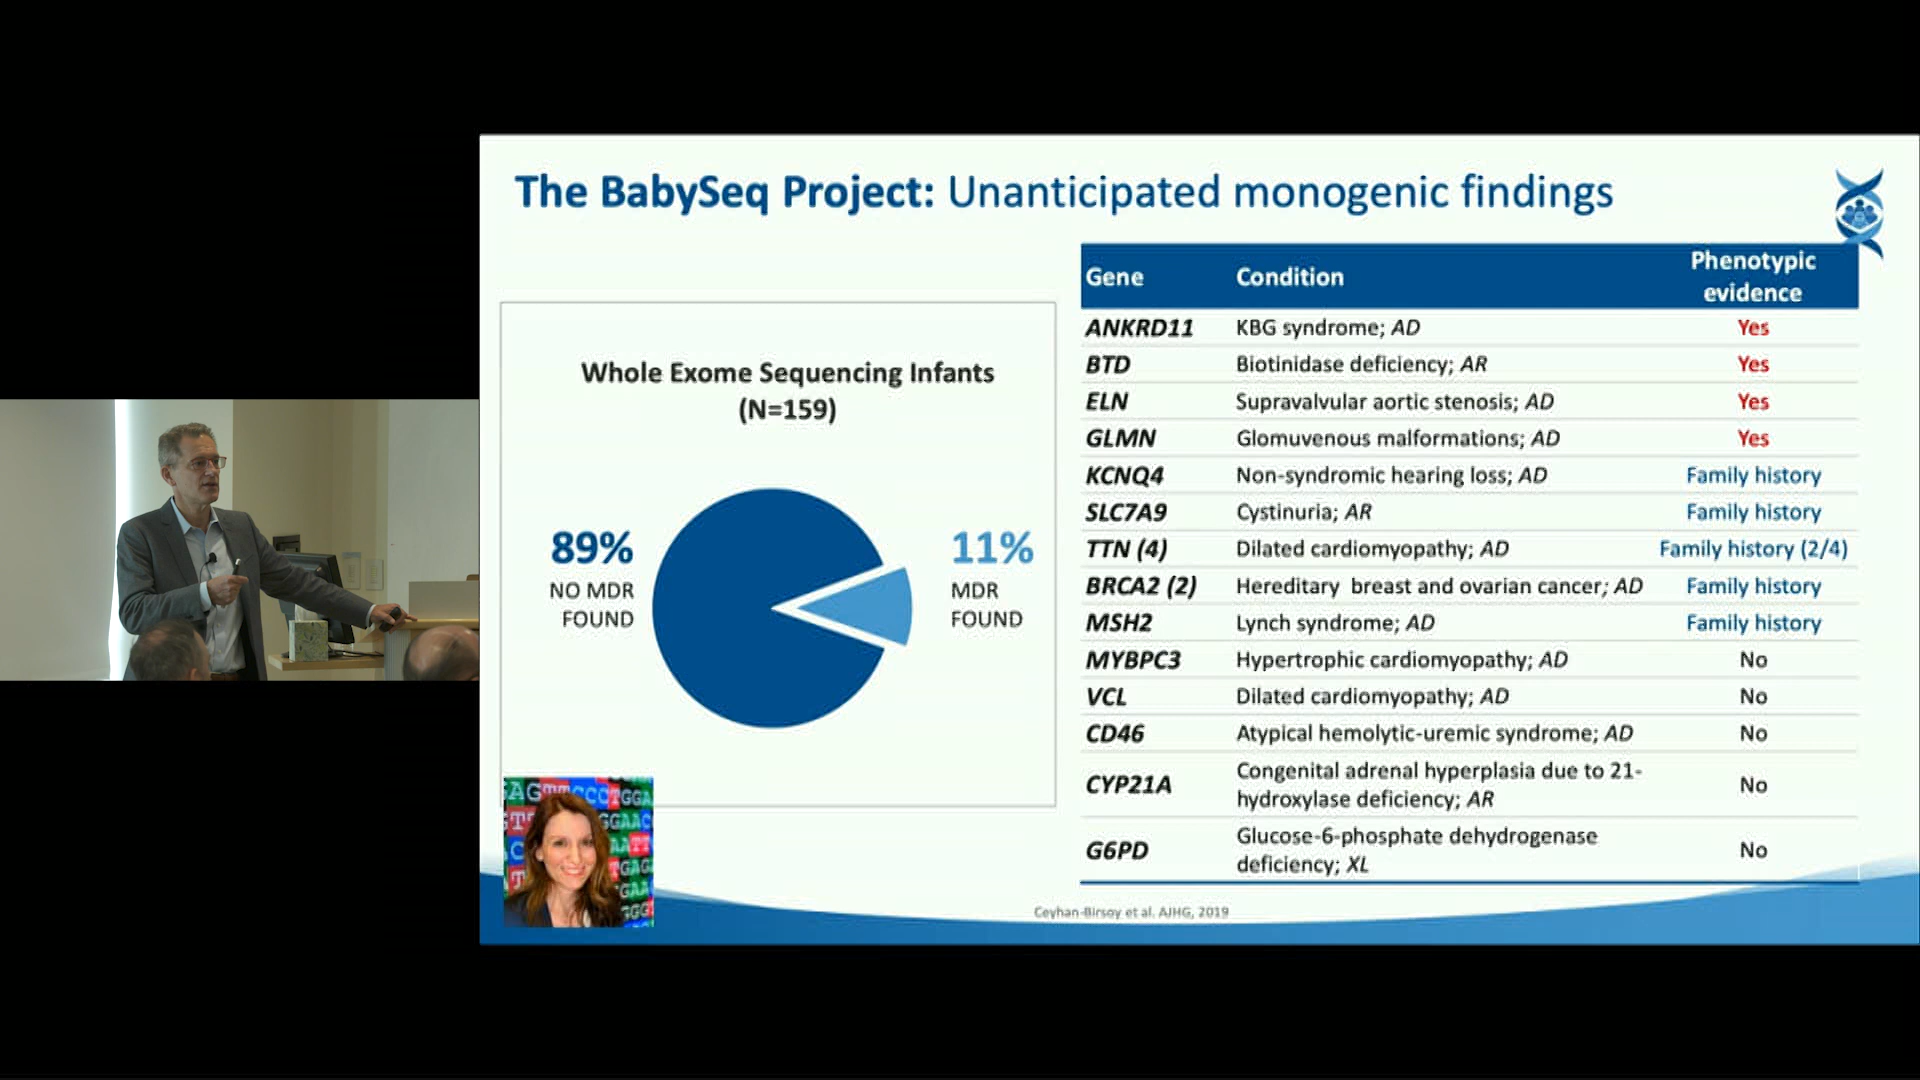 The BabySeq Project: Unanticipated monogenic findings
Whole Exome Sequencing Infants
(N=159)
89%
NO MDR
FOUND
11%
MDR
FOUND
Gene Condition Phenotypic evidence
ANKRD11 KBG syndrome; AD Yes
BTD Biotinidase deficiency; AR Yes
ELN Supravalvular aortic stenosis; AD Yes
GLMN Glomuvenous malformations; AD Yes
KCNQ4 Non-syndromic hearing loss; AD Family history
SLC7A9 Cystinuria; AR Family history
TTN (4) Dilated cardiomyopathy; AD Family history (2/4)
BRCA2 (2) Hereditary breast and ovarian cancer; AD Family history
MSH2 Lynch syndrome; AD Family history
MYBPC3 Hypertrophic cardiomyopathy; AD No
VCL Dilated cardiomyopathy; AD No
CD46 Atypical hemolytic-uremic syndrome; AD No
CYP21A Congenital adrenal hyperplasia due to 21-
hydroxylase deficiency; AR No
G6PD Glucose-6-phosphate dehydrogenase
deficiency; XL No
Ceyhan-Birsoy et al. AJHG, 2019